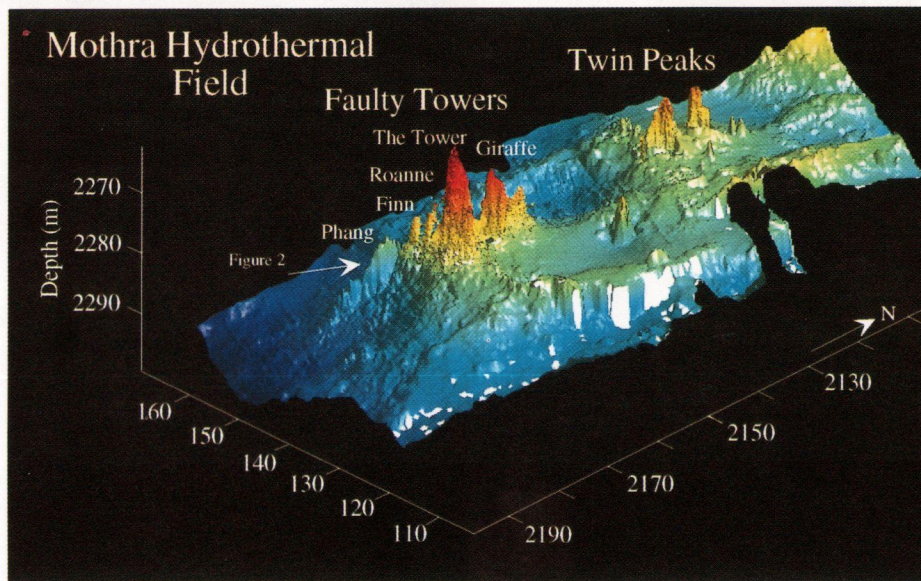 Mothra Hydrothermal
Field
Twin Peaks
Faulty Towers
The Tower
Giraffe
Roanne
Finn
Phang
Figure 2
Depth (m)
2270
2280
2290
N
160
150
140
130
120
110
2130
2150
2170
2190